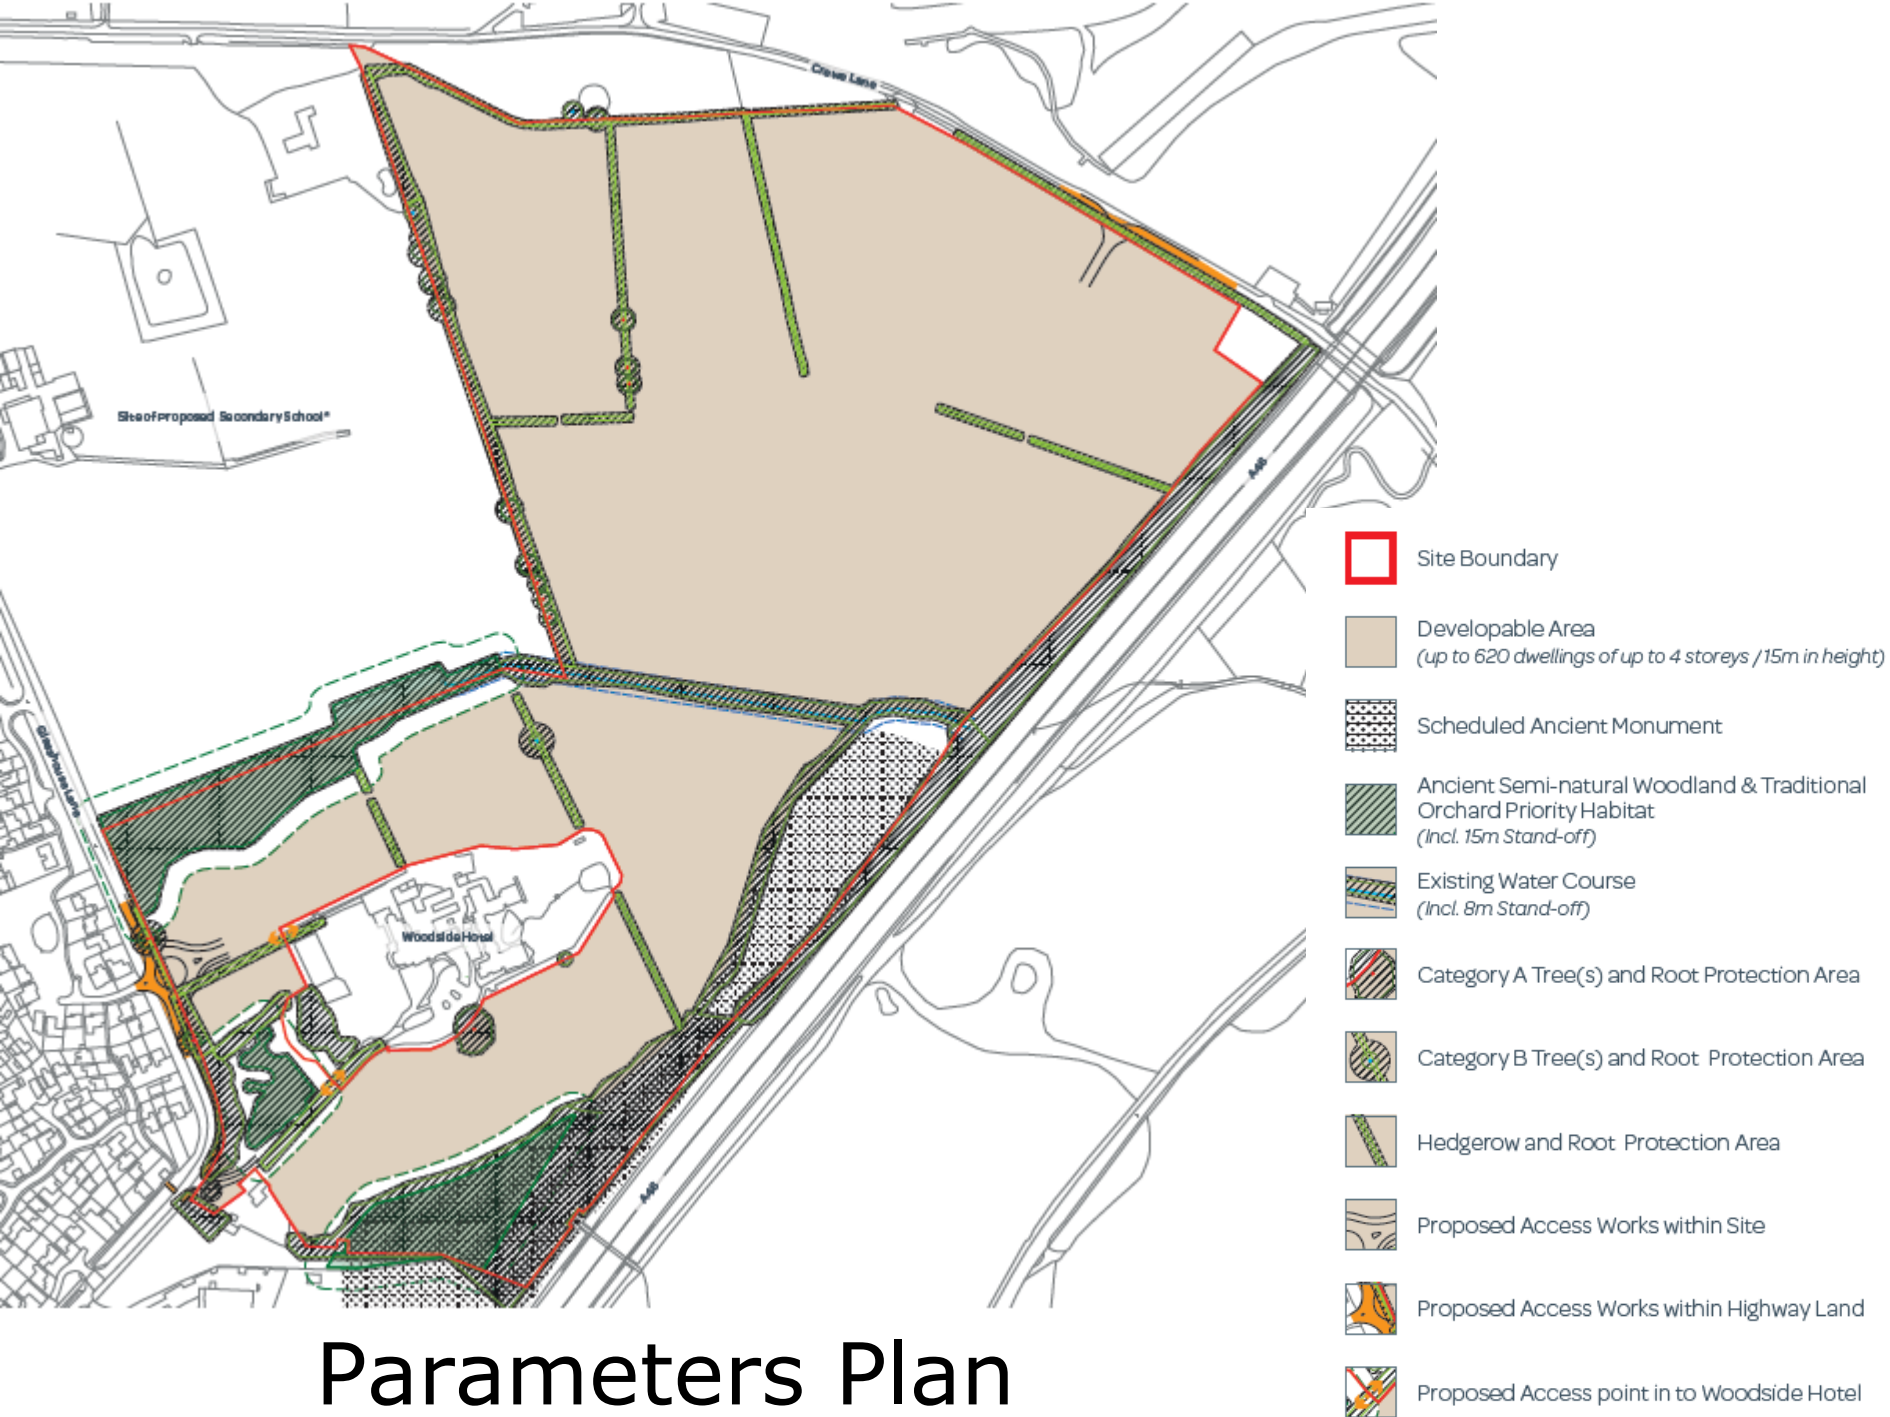 Crewe Lane
Site of Proposed Secondary School*
A46
Glasshouse Lane
Woodside Hotel
A46
Site Boundary
Developable Area
(up to 620 dwellings of up to 4 storeys / 15m in height)
Scheduled Ancient Monument
Ancient Semi-natural Woodland & Traditional
Orchard Priority Habitat
(Incl. 15m Stand-off)
Existing Water Course
(Incl. 8m Stand-off)
Category A Tree(s) and Root Protection Area
Category B Tree(s) and Root Protection Area
Hedgerow and Root Protection Area
Proposed Access Works within Site
Proposed Access Works within Highway Land
Proposed Access point in to Woodside Hotel
Parameters Plan